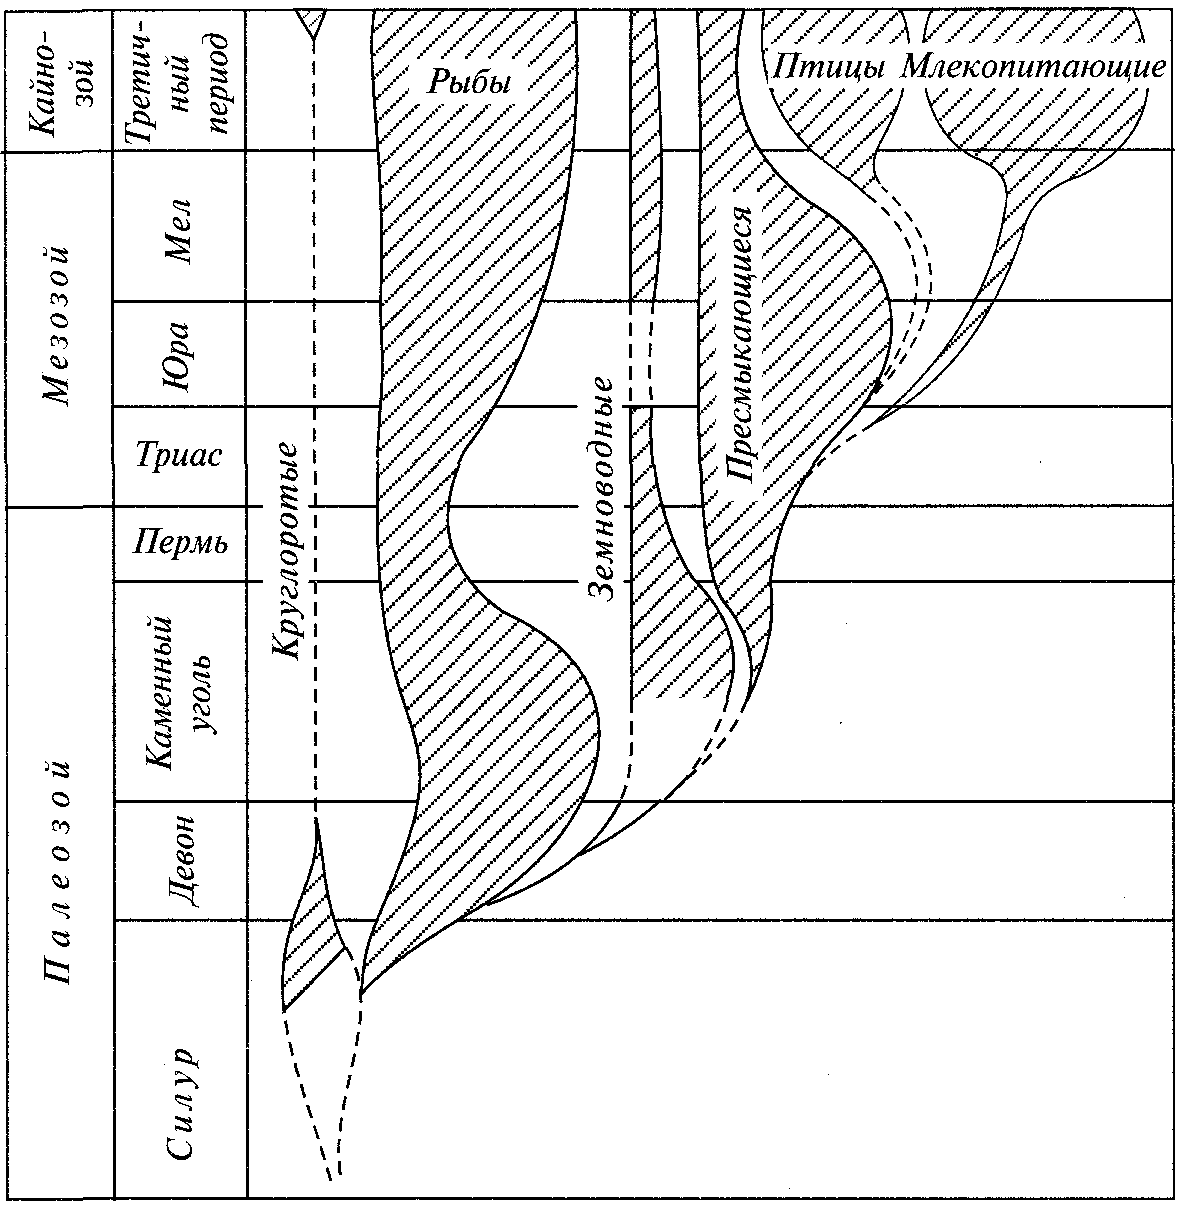 Кайно-
зой
Третич-
ный
период
Рыбы
Птицы
Млекопитающие
Мезозой
Мел
Юра
Триас
Пресмыкающиеся
Земноводные
Круглоротые
Палеозой
Пермь
Каменный
уголь
Девон
Силур